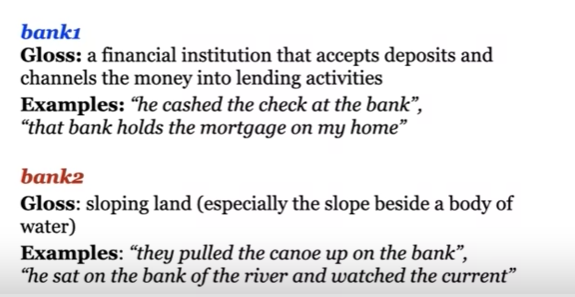 bank1
Gloss: a financial institution that accepts deposits and
channels the money into lending activities
Examples: “he cashed the check at the bank”,
“that bank holds the mortgage on my home”
bank2
Gloss: sloping land (especially the slope beside a body of
water)
Examples: “they pulled the canoe up on the bank”,
“he sat on the bank of the river and watched the current”